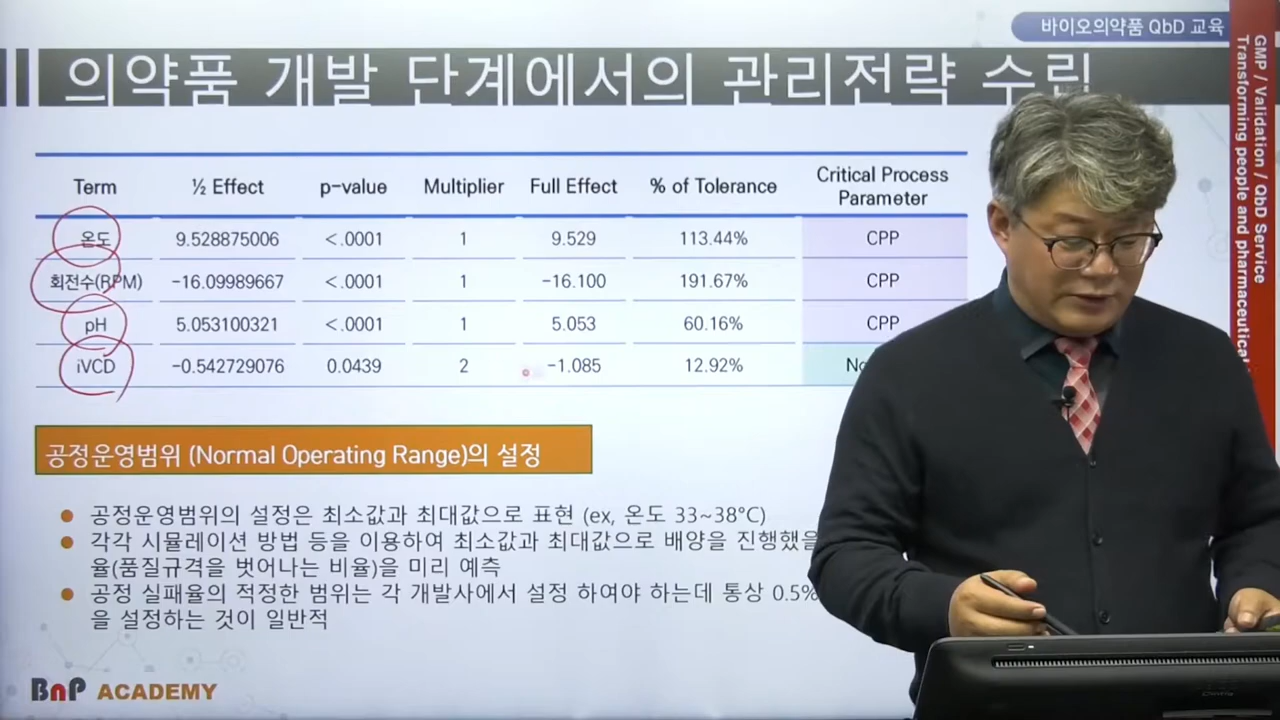 바이오의약품 QbD 교육
의약품 개발 단계에서의 관리전략 수립
GMP / Validation / QbD Service
Transforming people and pharmaceutical
Term ½ Effect p-value Multiplier Full Effect % of Tolerance Critical Process Parameter
온도 9.528875006 <.0001 1 9.529 113.44% CPP
회전수(RPM) -16.09989667 <.0001 1 -16.100 191.67% CPP
pH 5.053100321 <.0001 1 5.053 60.16% CPP
iVCD -0.542729076 0.0439 2 -1.085 12.92%
공정운영범위 (Normal Operating Range)의 설정
공정운영범위의 설정은 최소값과 최대값으로 표현 (ex, 온도 33~38°C)
각각 시뮬레이션 방법 등을 이용하여 최소값과 최대값으로 배양을 진행했을
율(품질규격을 벗어나는 비율)을 미리 예측
공정 실패율의 적정한 범위는 각 개발사에서 설정 하여야 하는데 통상 0.5%
을 설정하는 것이 일반적
BnP ACADEMY